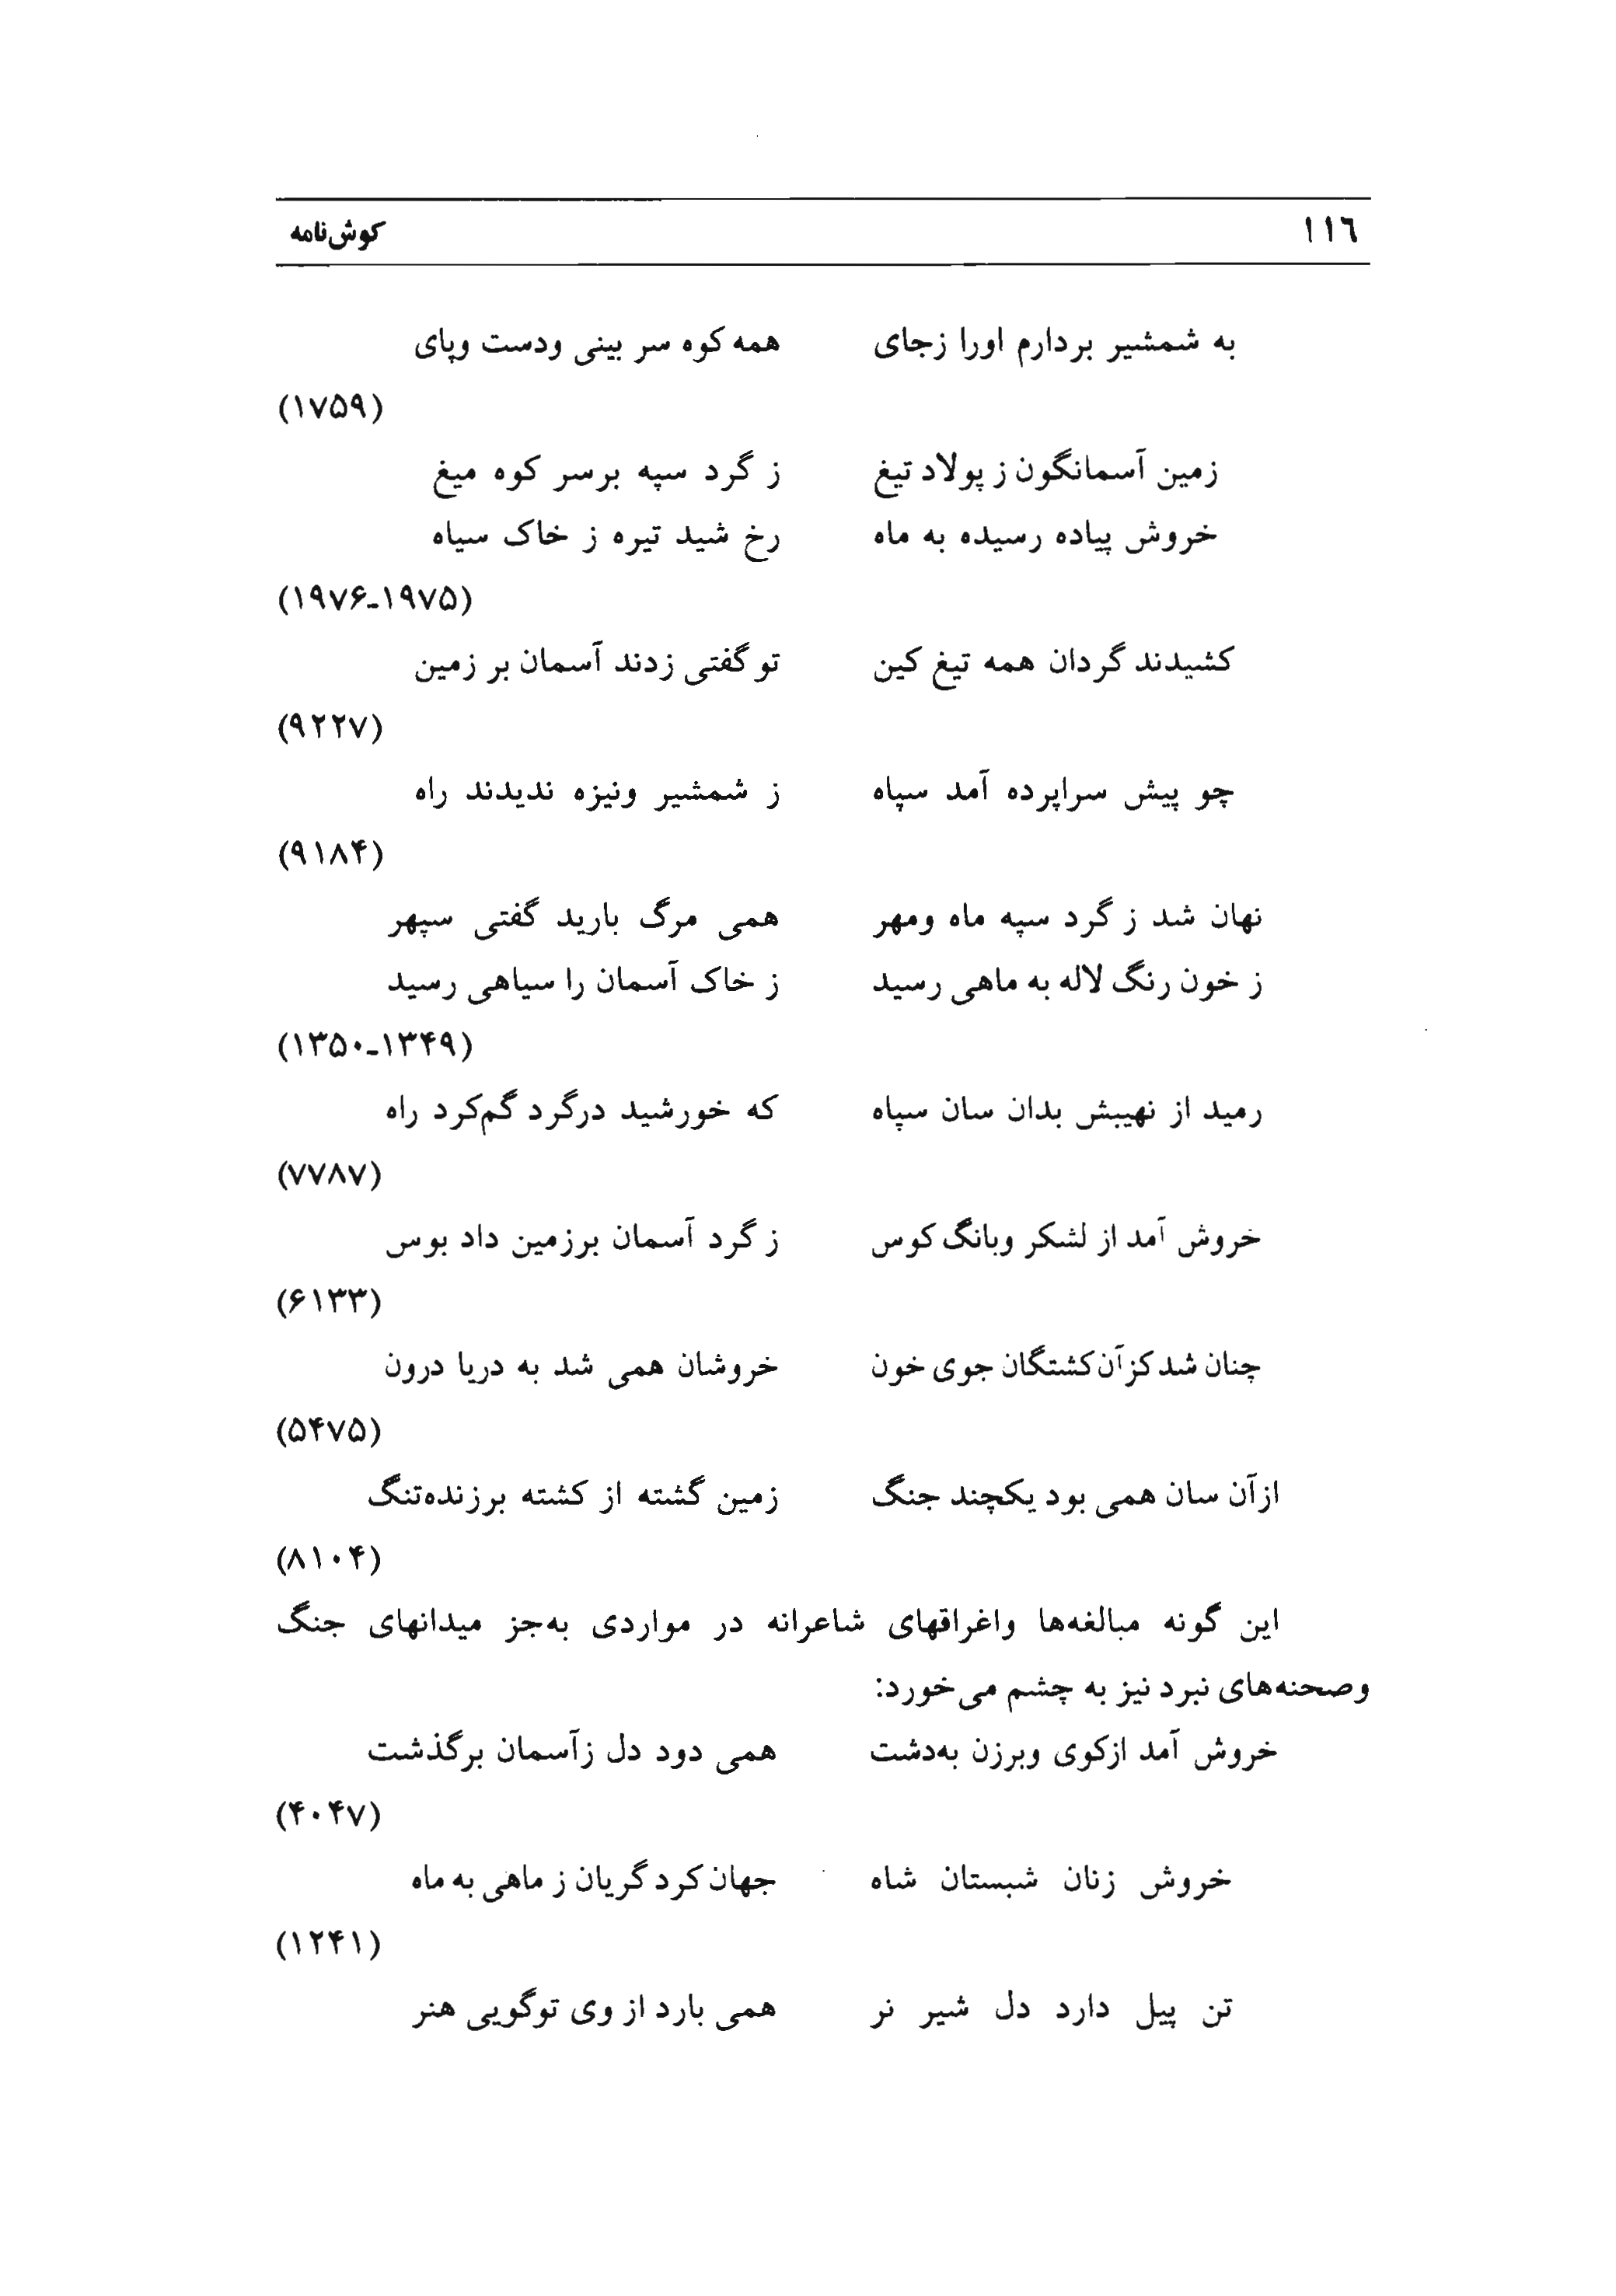 ١١٦ کوش‌نامه
به شمشیر بردارم اورا زجای همه کوه سر بینی ودست وپای
(۱۷۵۹)
زمین آسمانگون ز پولاد تیغ ز گرد سپه برسر کوه میغ
خروش پیاده رسیده به ماه رخ شید تیره ز خاک سیاه
(۱۹۷۵-۱۹۷۶)
کشیدند گردان همه تیغ کین تو گفتی زدند آسمان بر زمین
(۹۲۲۷)
چو پیش سراپرده آمد سپاه ز شمشیر ونیزه ندیدند راه
(۹۱۸۴)
نهان شد ز گرد سپه ماه ومهر همی مرگ بارید گفتی سپهر
ز خون رنگ لاله به ماهی رسید ز خاک آسمان را سیاهی رسید
(۱۳۴۹-۱۳۵۰)
رمید از نهیبش بدان سان سپاه که خورشید درگرد گم‌کرد راه
(۷۷۸۷)
خروش آمد از لشکر وبانگ کوس ز گرد آسمان برزمین داد بوس
(۶۱۳۳)
چنان شد کزآن کشتگان جوی خون خروشان همی شد به دریا درون
(۵۴۷۵)
ازآن سان همی بود یکچند جنگ زمین گشته از کشته برزنده‌تنگ
(۸۱۰۴)
این گونه مبالغه‌ها واغراقهای شاعرانه در مواردی به‌جز میدانهای جنگ
وصحنه‌های نبرد نیز به چشم می‌خورد:
خروش آمد ازکوی وبرزن به‌دشت همی دود دل زآسمان برگذشت
(۴۰۴۷)
خروش زنان شبستان شاه جهان کرد گریان ز ماهی به ماه
(۱۲۴۱)
تن پیل دارد دل شیر نر همی بارد از وی توگویی هنر